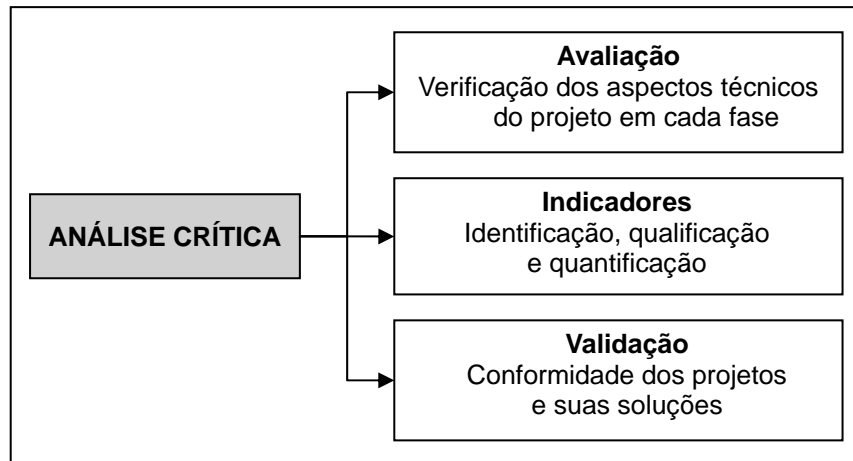 Avaliação
Verificação dos aspectos técnicos
do projeto em cada fase
ANÁLISE CRÍTICA
Indicadores
Identificação, qualificação
e quantificação
Validação
Conformidade dos projetos
e suas soluções